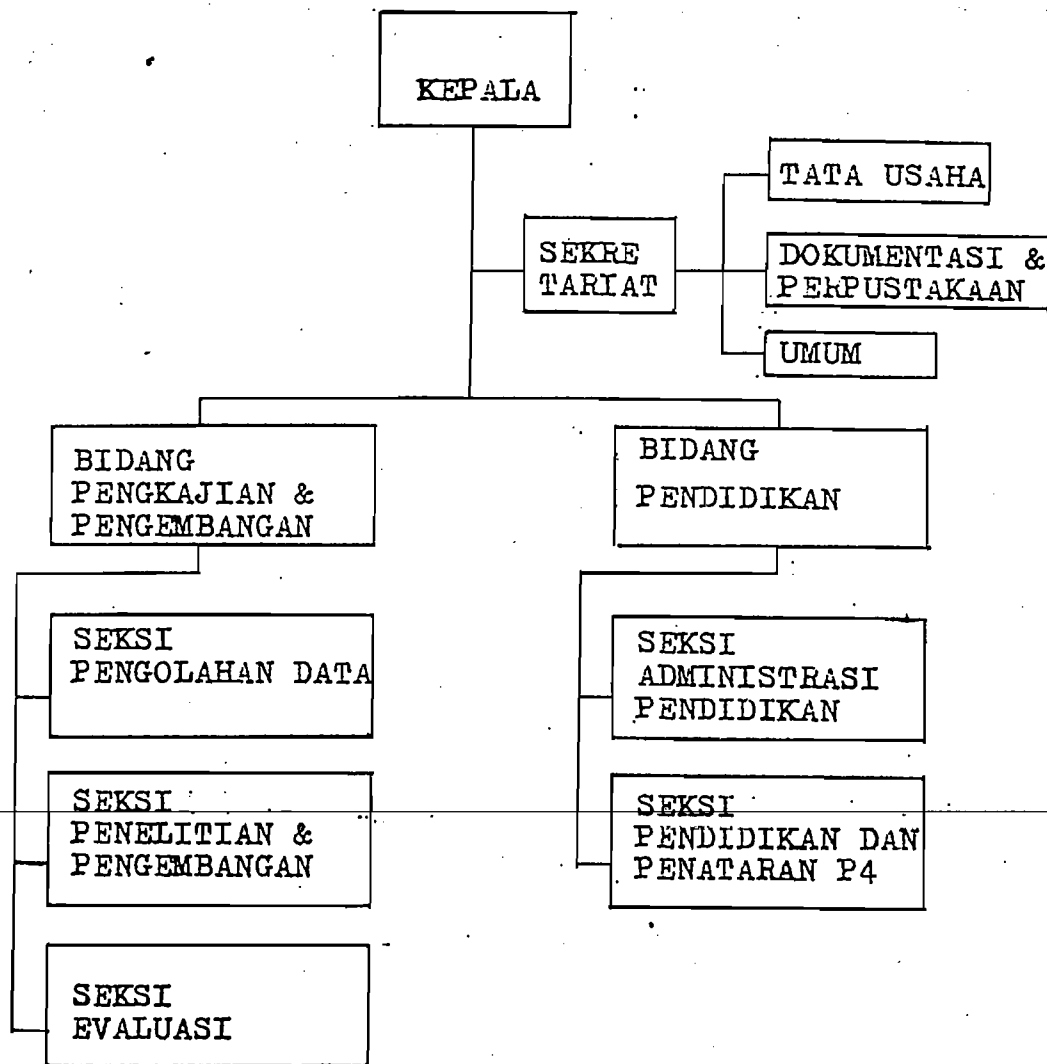 KEPALA
SEKRE
TARIAT
TATA USAHA
DOKUMENTASI &
PERPUSTAKAAN
UMUM
BIDANG
PENGKAJIAN &
PENGEMBANGAN
SEKSI
PENGOLAHAN DATA
SEKSI
PENELITIAN &
PENGEMBANGAN
SEKSI
EVALUASI
BIDANG
PENDIDIKAN
SEKSI
ADMINISTRASI
PENDIDIKAN
SEKSI
PENDIDIKAN DAN
PENATARAN P4